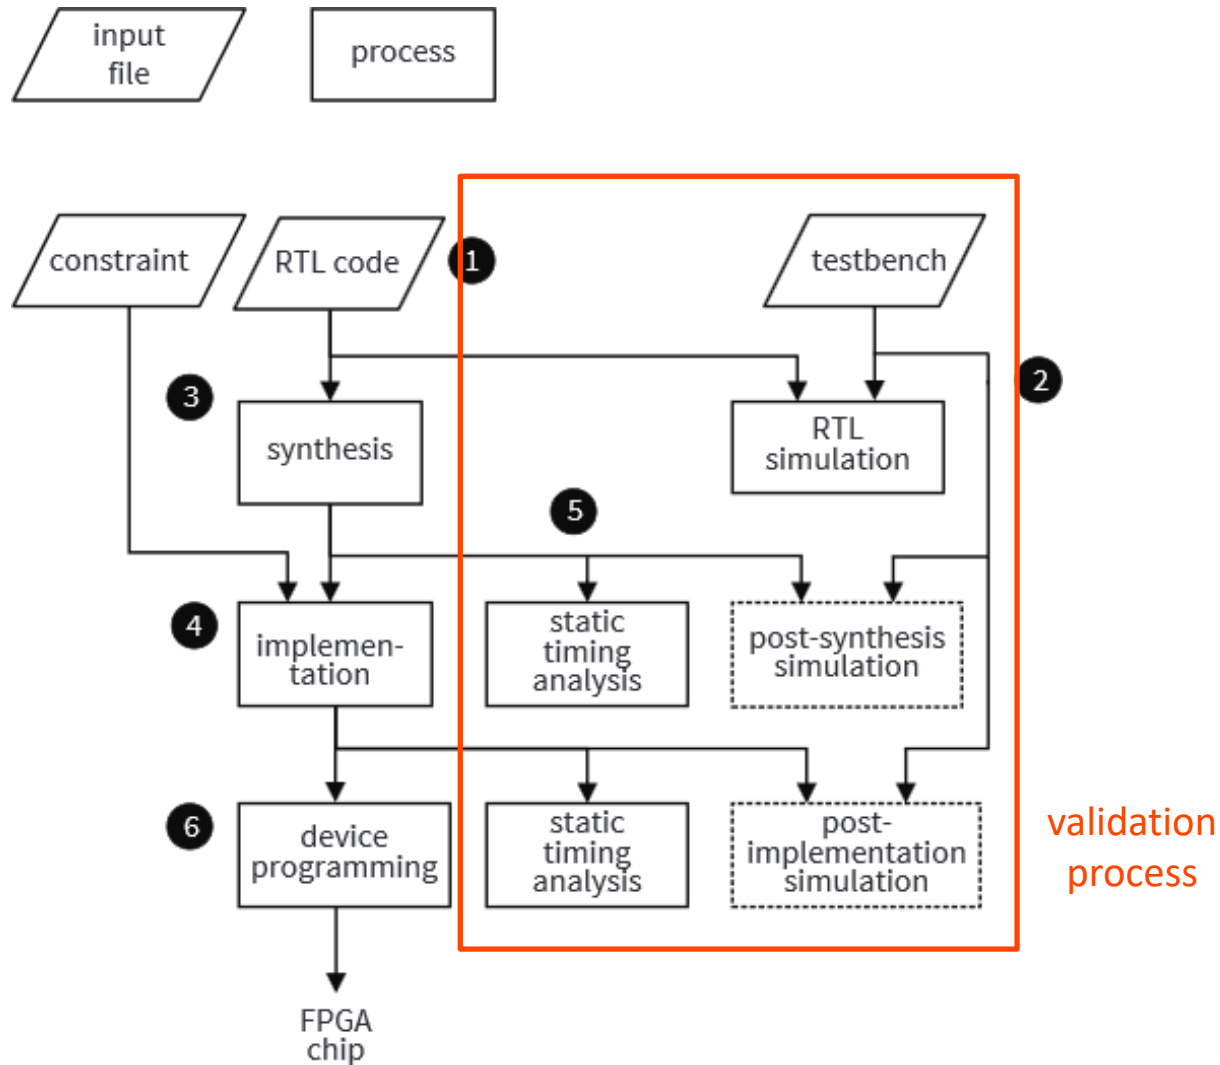 input
file
process
constraint
RTL code
1
testbench
3
2
synthesis
RTL
simulation
5
4
implemen-
tation
static
timing
analysis
post-synthesis
simulation
6
device
programming
static
timing
analysis
post-
implementation
simulation
validation
process
FPGA
chip